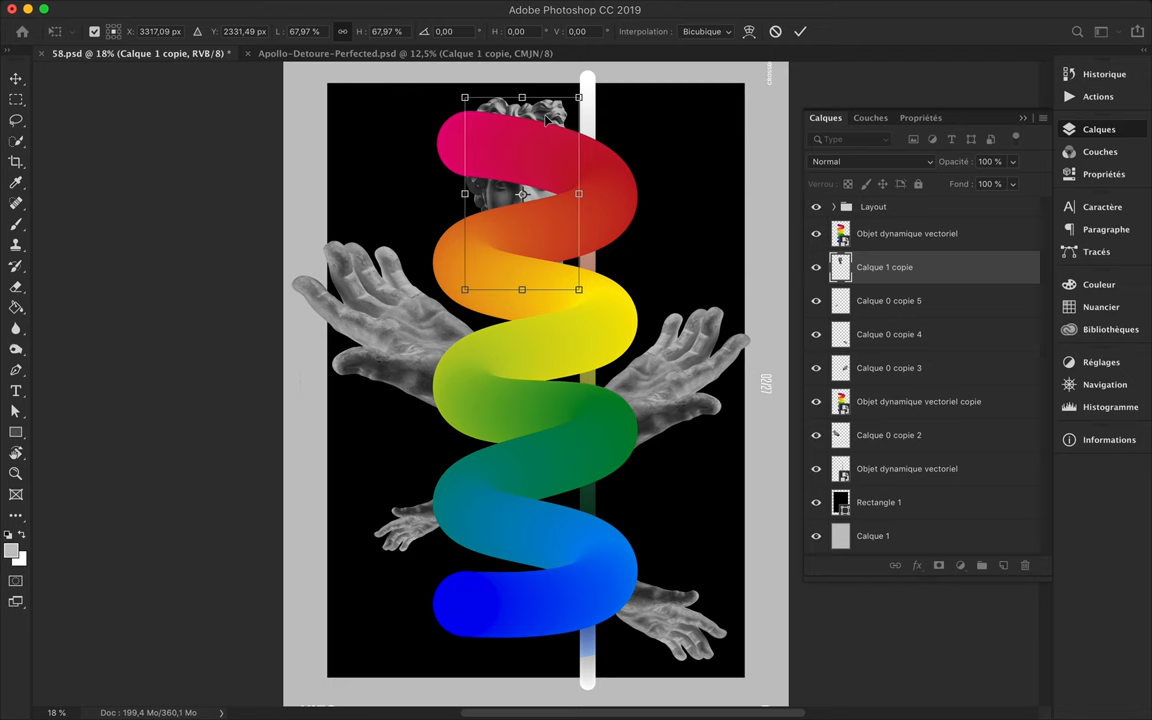 Adobe Photoshop CC 2019
X: 3317,09 px Y: 2331,49 px L: 67,97 % H: 67,97 % 0,00 ° H: 0,00 ° V: 0,00 ° Interpolation : Bicubique
58.psd @ 18% (Calque 1 copie, RVB/8) *
Apollo-Detoure-Perfected.psd @ 12,5% (Calque 1 copie, CMJN/8)
02/27
Calques Couches Propriétés
Type
Normal Opacité : 100 %
Verrou : Fond : 100 %
Layout
Objet dynamique vectoriel
Calque 1 copie
Calque 0 copie 5
Calque 0 copie 4
Calque 0 copie 3
Objet dynamique vectoriel copie
Calque 0 copie 2
Objet dynamique vectoriel
Rectangle 1
Calque 1
fx
Historique
Actions
Calques
Couches
Propriétés
Caractère
Paragraphe
Tracés
Couleur
Nuancier
Bibliothèques
Réglages
Navigation
Histogramme
Informations
18 % Doc : 199,4 Mo/360,1 Mo